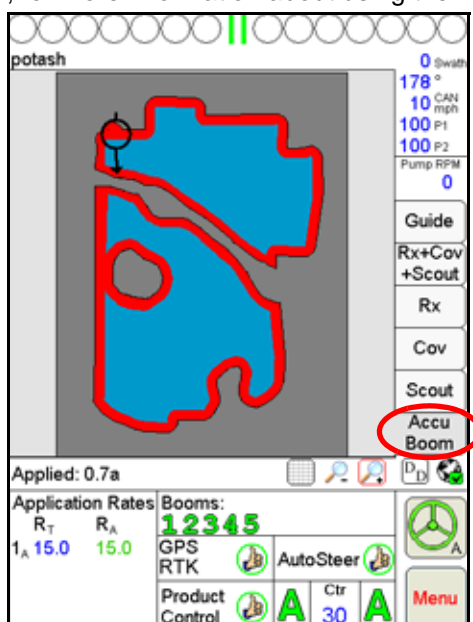 potash
0 Swath
178 °
10 CAN mph
100 P1
100 P2
Pump RPM
0
Guide
Rx+Cov
+Scout
Rx
Cov
Scout
Accu
Boom
Applied: 0.7a
DD
Application Rates
RT RA
1A 15.0 15.0
Booms:
12345
GPS
RTK
AutoSteer
A
Product
Control
A
Ctr
30
A
Menu